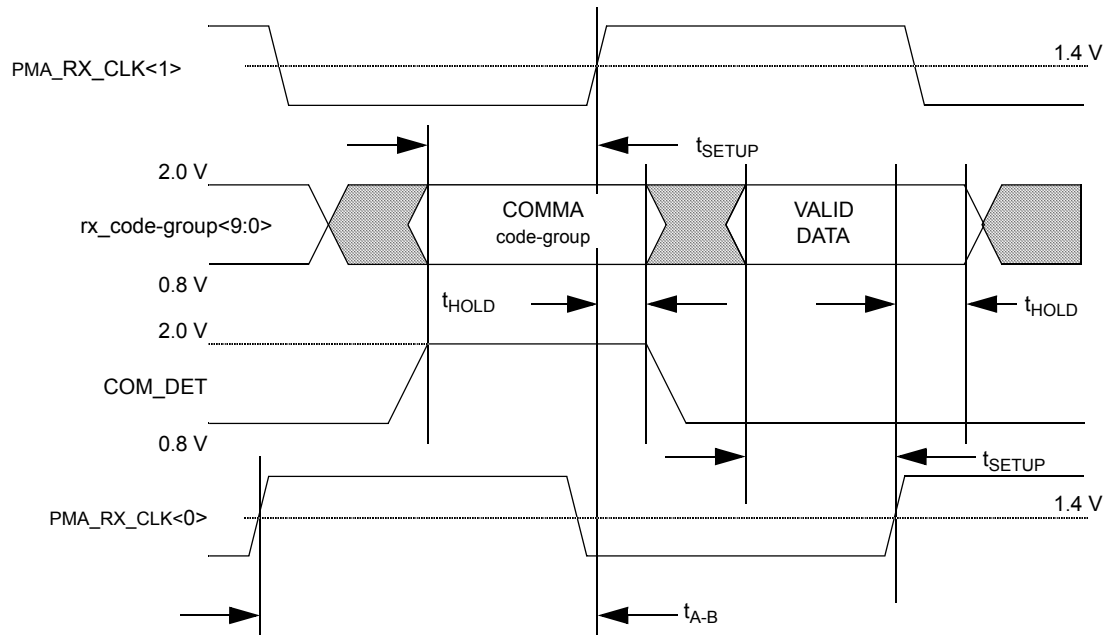 PMA_RX_CLK<1>
1.4 V
tSETUP
2.0 V
rx_code-group<9:0>
COMMA
code-group
VALID
DATA
0.8 V
tHOLD
tHOLD
2.0 V
COM_DET
0.8 V
tSETUP
PMA_RX_CLK<0>
1.4 V
tA-B